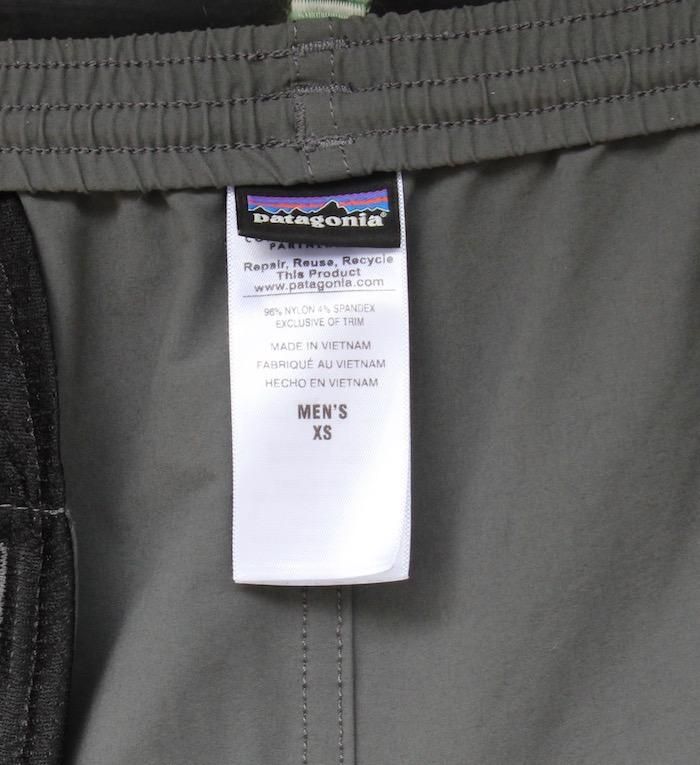 patagonia®
Repair, Reuse, Recycle
This Product
www.patagonia.com
96% NYLON 4% SPANDEX
EXCLUSIVE OF TRIM
MADE IN VIETNAM
FABRIQUÉ AU VIETNAM
HECHO EN VIETNAM
MEN'S
XS